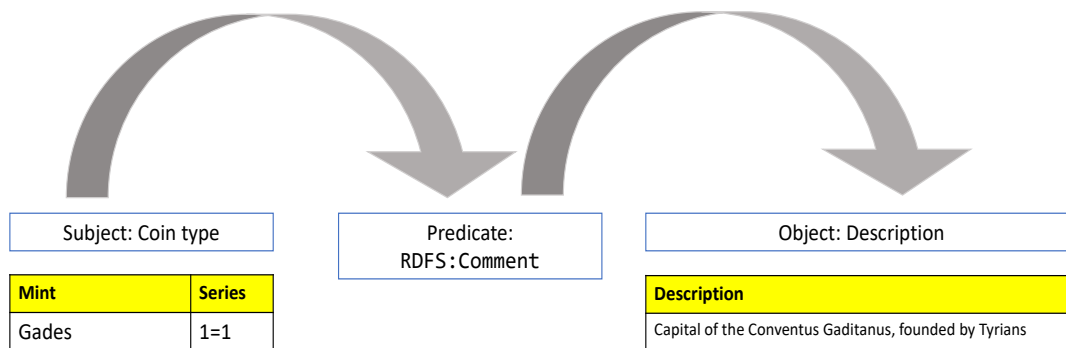 Subject: Coin type
Predicate:
RDFS:Comment
Object: Description
Mint Series
Gades 1=1
Description
Capital of the Conventus Gaditanus, founded by Tyrians